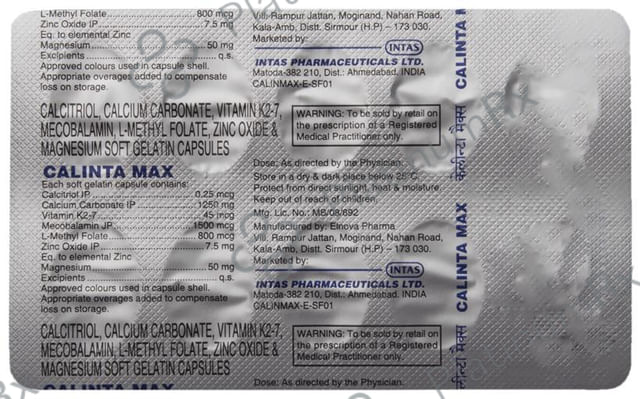 L-Methyl Folate 800 mcg
Zinc Oxide IP 7.5 mg
Eq. to elemental Zinc
Magnesium 50 mg
Excipients q.s.
Approved colours used in capsule shell.
Appropriate overages added to compensate
loss on storage.
CALCITRIOL, CALCIUM CARBONATE, VITAMIN K2-7,
MECOBALAMIN, L-METHYL FOLATE, ZINC OXIDE &
MAGNESIUM SOFT GELATIN CAPSULES
CALINTA MAX
Each soft gelatin capsule contains:
Calcitriol IP 0.25 mcg
Calcium Carbonate IP 1250 mg
Vitamin K2-7 45 mcg
Mecobalamin JP 1500 mcg
L-Methyl Folate 800 mcg
Zinc Oxide IP 7.5 mg
Eq. to elemental Zinc
Magnesium 50 mg
Excipients q.s.
Approved colours used in capsule shell.
Appropriate overages added to compensate
loss on storage.
CALCITRIOL, CALCIUM CARBONATE, VITAMIN K2-7,
MECOBALAMIN, L-METHYL FOLATE, ZINC OXIDE &
MAGNESIUM SOFT GELATIN CAPSULES
CALINTA MAX
Vill. Rampur Jattan, Moginand, Nahan Road,
Kala-Amb, Distt. Sirmour (H.P) – 173 030.
Marketed by:
INTAS
INTAS PHARMACEUTICALS LTD.
Matoda-382 210, Dist.: Ahmedabad. INDIA
CALINMAX-E-SF01
WARNING: To be sold by retail on
the prescription of a Registered
Medical Practitioner only.
Dose: As directed by the Physician.
Store in a dry & dark place below 25°C.
Protect from direct sunlight, heat & moisture.
Keep out of reach of children.
Mfg. Lic. No.: MB/08/692
Manufactured by: Elnova Pharma
Vill. Rampur Jattan, Moginand, Nahan Road,
Kala-Amb, Distt. Sirmour (H.P) – 173 030.
Marketed by:
INTAS
INTAS PHARMACEUTICALS LTD.
Matoda-382 210, Dist.: Ahmedabad. INDIA
CALINMAX-E-SF01
WARNING: To be sold by retail on
the prescription of a Registered
Medical Practitioner only.
Dose: As directed by the Physician.
CALINTA MAX
कैलीन्टा मैक्स
CALINTA MAX
कैलीन्टा मैक्स